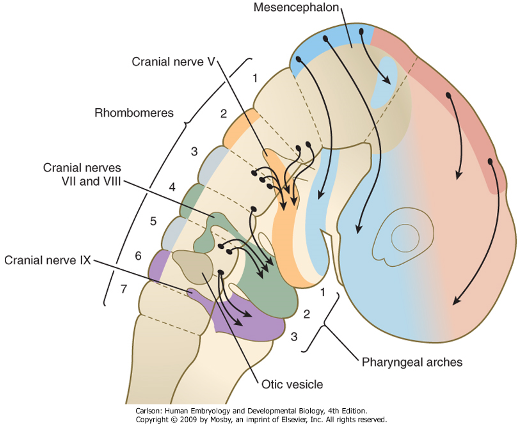 Mesencephalon
Cranial nerve V
1
Rhombomeres
2
3
Cranial nerves
VII and VIII
4
5
Cranial nerve IX
6
7
1
2
3
Pharyngeal arches
Otic vesicle
Carlson: Human Embryology and Developmental Biology, 4th Edition.
Copyright © 2009 by Mosby, an imprint of Elsevier, Inc. All rights reserved.